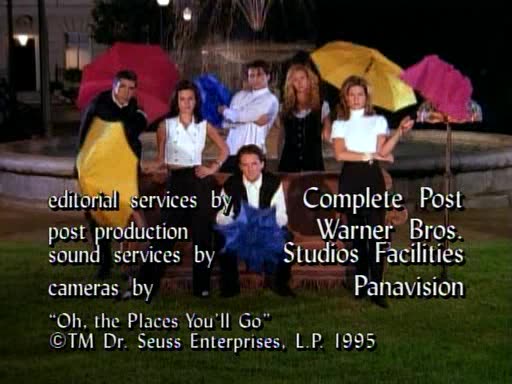 editorial services by Complete Post
post production Warner Bros.
sound services by Studios Facilities
cameras by Panavision
"Oh, the Places You'll Go"
©TM Dr. Seuss Enterprises, L.P. 1995